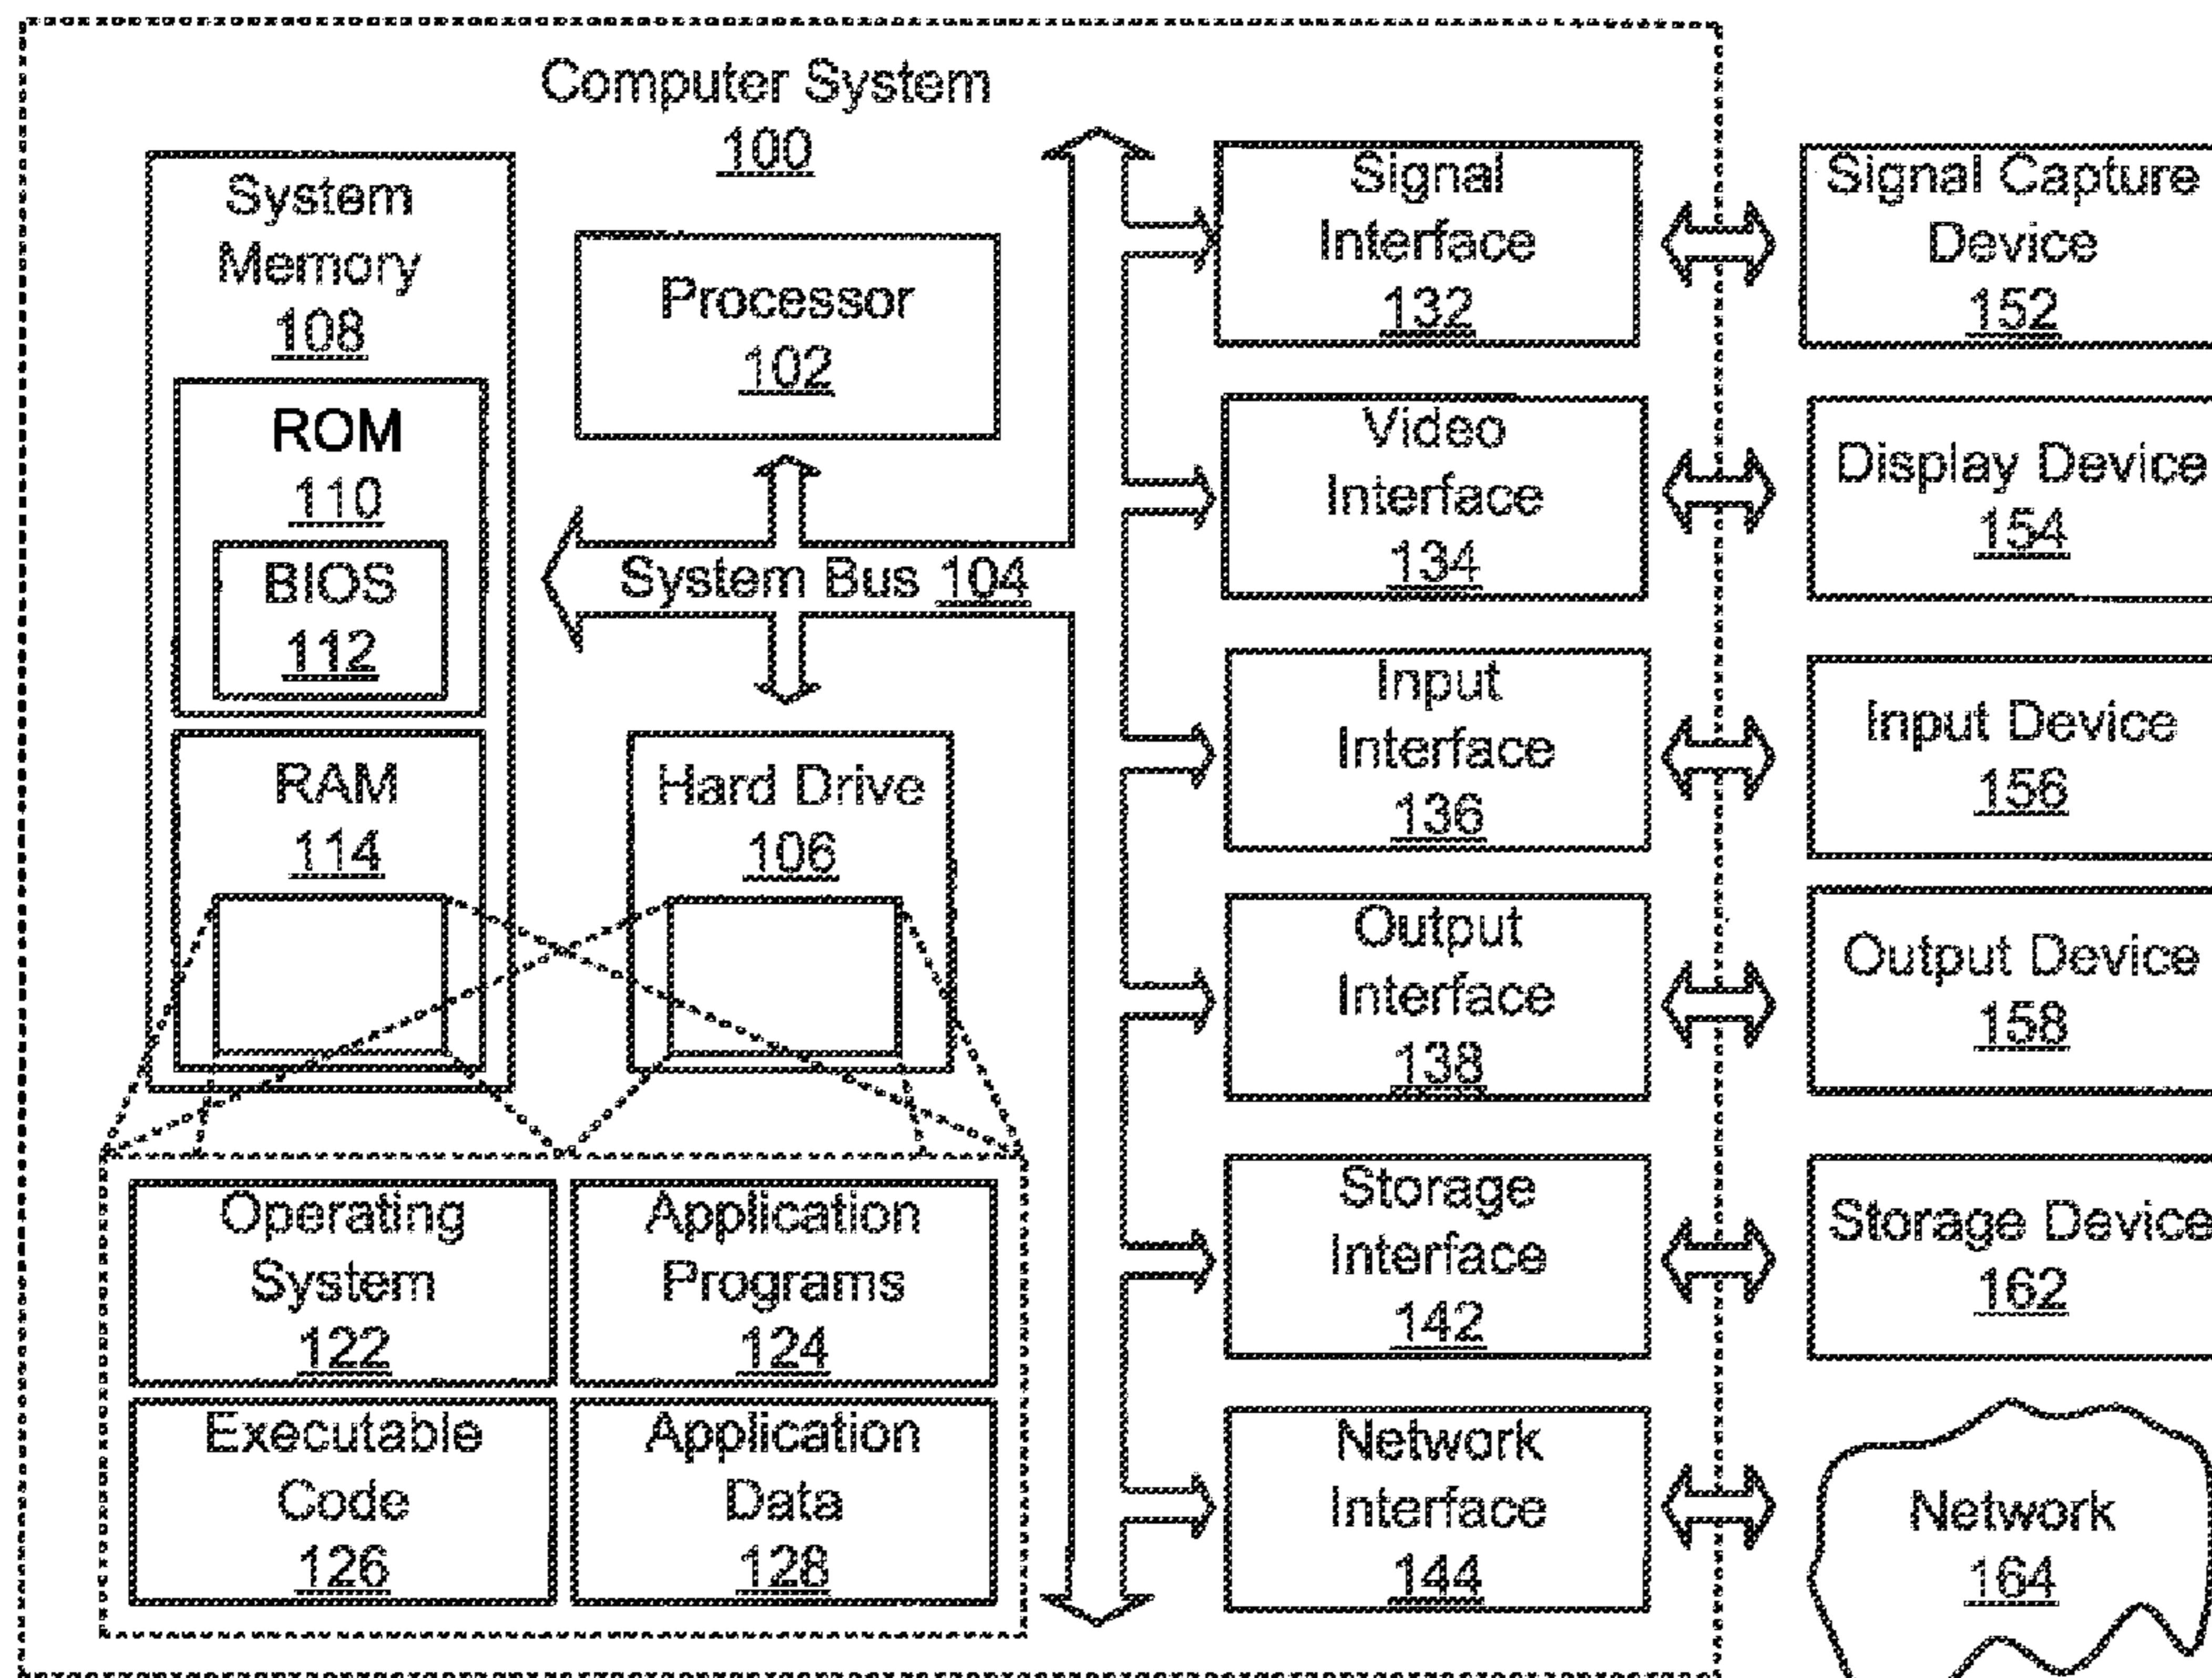 Computer System
100
System
Memory
108
ROM
110
BIOS
112
RAM
114
Processor
102
System Bus 104
Hard Drive
106
Operating
System
122
Application
Programs
124
Executable
Code
126
Application
Data
128
Signal
Interface
132
Video
Interface
134
Input
Interface
136
Output
Interface
138
Storage
Interface
142
Network
Interface
144
Signal Capture
Device
152
Display Device
154
Input Device
156
Output Device
158
Storage Device
162
Network
164